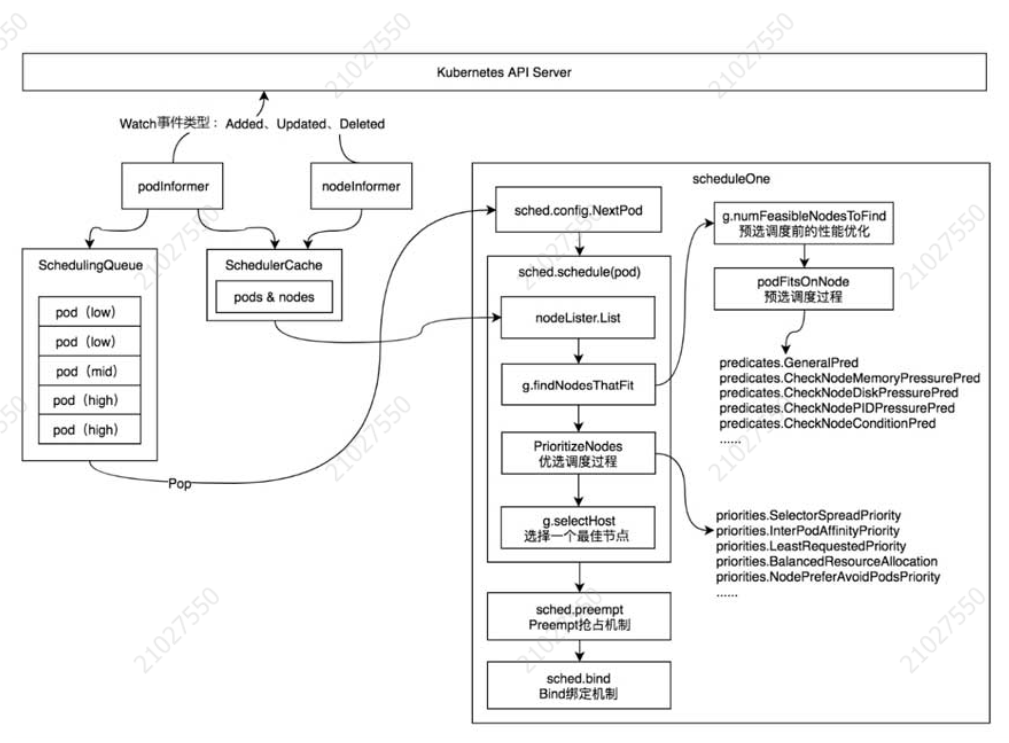 Kubernetes API Server
Watch事件类型：Added、Updated、Deleted
podInformer
nodeInformer
SchedulingQueue
pod（low）
pod（low）
pod（mid）
pod（high）
pod（high）
SchedulerCache
pods & nodes
Pop
scheduleOne
sched.config.NextPod
sched.schedule(pod)
nodeLister.List
g.findNodesThatFit
PrioritizeNodes
优选调度过程
g.selectHost
选择一个最佳节点
sched.preempt
Preempt抢占机制
sched.bind
Bind绑定机制
g.numFeasibleNodesToFind
预选调度前的性能优化
podFitsOnNode
预选调度过程
predicates.GeneralPred
predicates.CheckNodeMemoryPressurePred
predicates.CheckNodeDiskPressurePred
predicates.CheckNodePIDPressurePred
predicates.CheckNodeConditionPred
......
priorities.SelectorSpreadPriority
priorities.InterPodAffinityPriority
priorities.LeastRequestedPriority
priorities.BalancedResourceAllocation
priorities.NodePreferAvoidPodsPriority
......
21027550
21027550
21027550
21027550
21027550
21027550
21027550
21027550
21027550
21027550